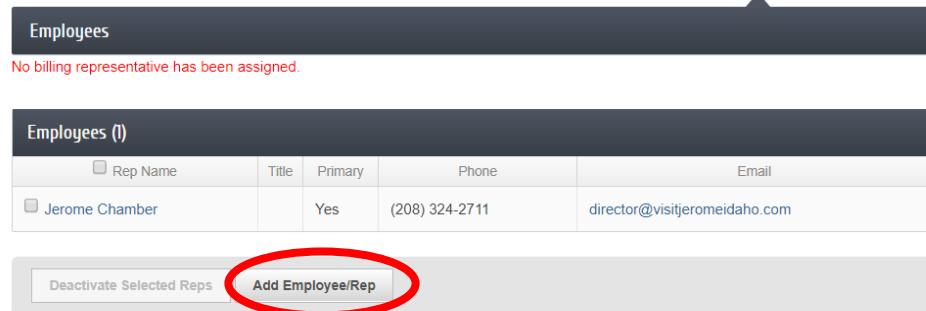 Employees
No billing representative has been assigned.
Employees (1)
Rep Name Title Primary Phone Email
Jerome Chamber Yes (208) 324-2711 director@visitjeromeidaho.com
Deactivate Selected Reps Add Employee/Rep